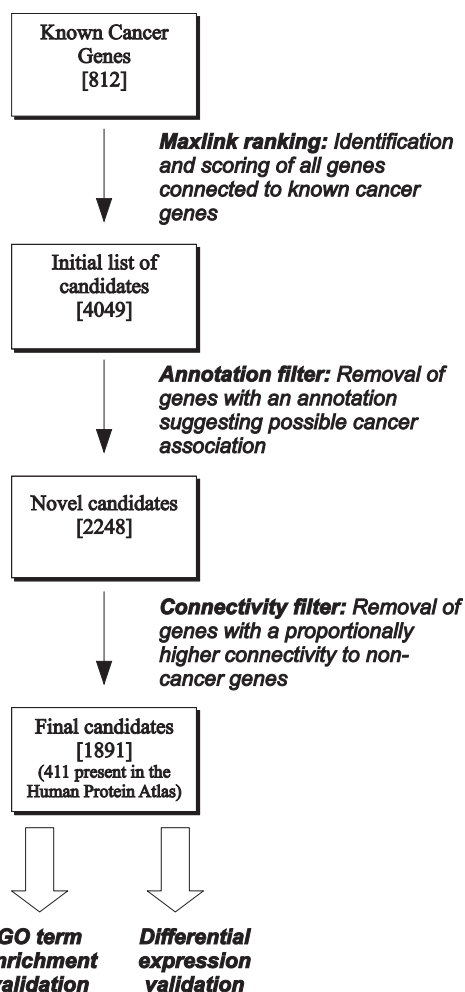 Known Cancer
Genes
[812]
Maxlink ranking: Identification
and scoring of all genes
connected to known cancer
genes
Initial list of
candidates
[4049]
Annotation filter: Removal of
genes with an annotation
suggesting possible cancer
association
Novel candidates
[2248]
Connectivity filter: Removal of
genes with a proportionally
higher connectivity to non-
cancer genes
Final candidates
[1891]
(411 present in the
Human Protein Atlas)
GO term
nrichment
validation
Differential
expression
validation